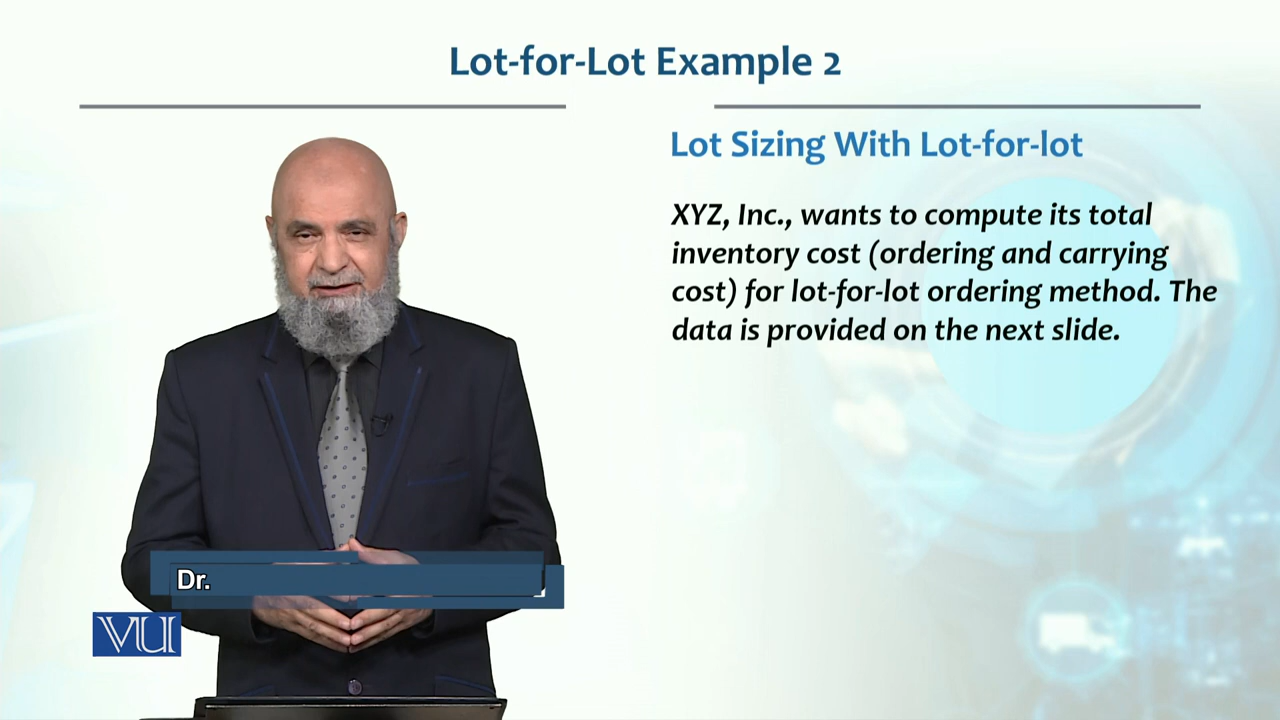 Lot-for-Lot Example 2
Lot Sizing With Lot-for-lot
XYZ, Inc., wants to compute its total
inventory cost (ordering and carrying
cost) for lot-for-lot ordering method. The
data is provided on the next slide.
Dr.
VU